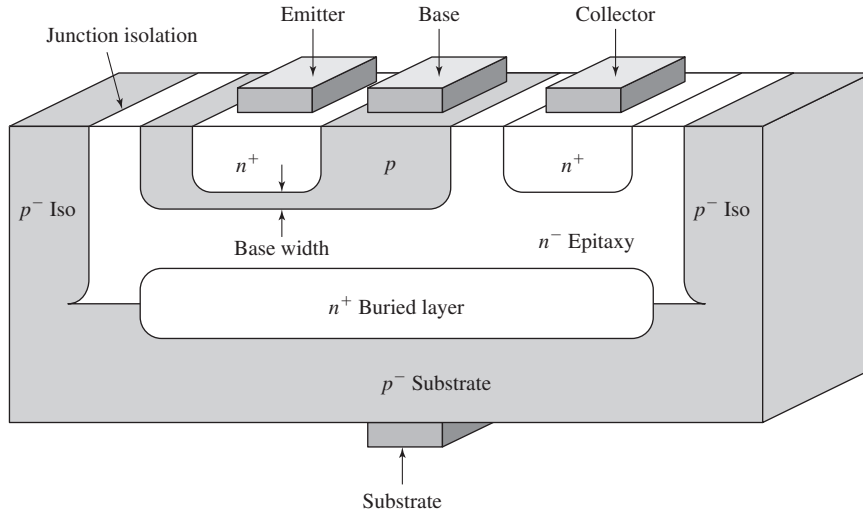 Emitter
Base
Collector
Junction isolation
n+
p
n+
p− Iso
p− Iso
Base width
n− Epitaxy
n+ Buried layer
p− Substrate
Substrate